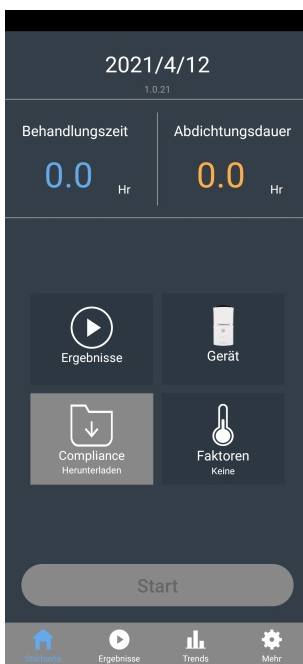 2021/4/12
1.0.21
Behandlungszeit
Abdichtungsdauer
0.0 Hr
0.0 Hr
Ergebnisse
Gerät
Compliance
Herunterladen
Faktoren
Keine
Start
Startseite
Ergebnisse
Trends
Mehr